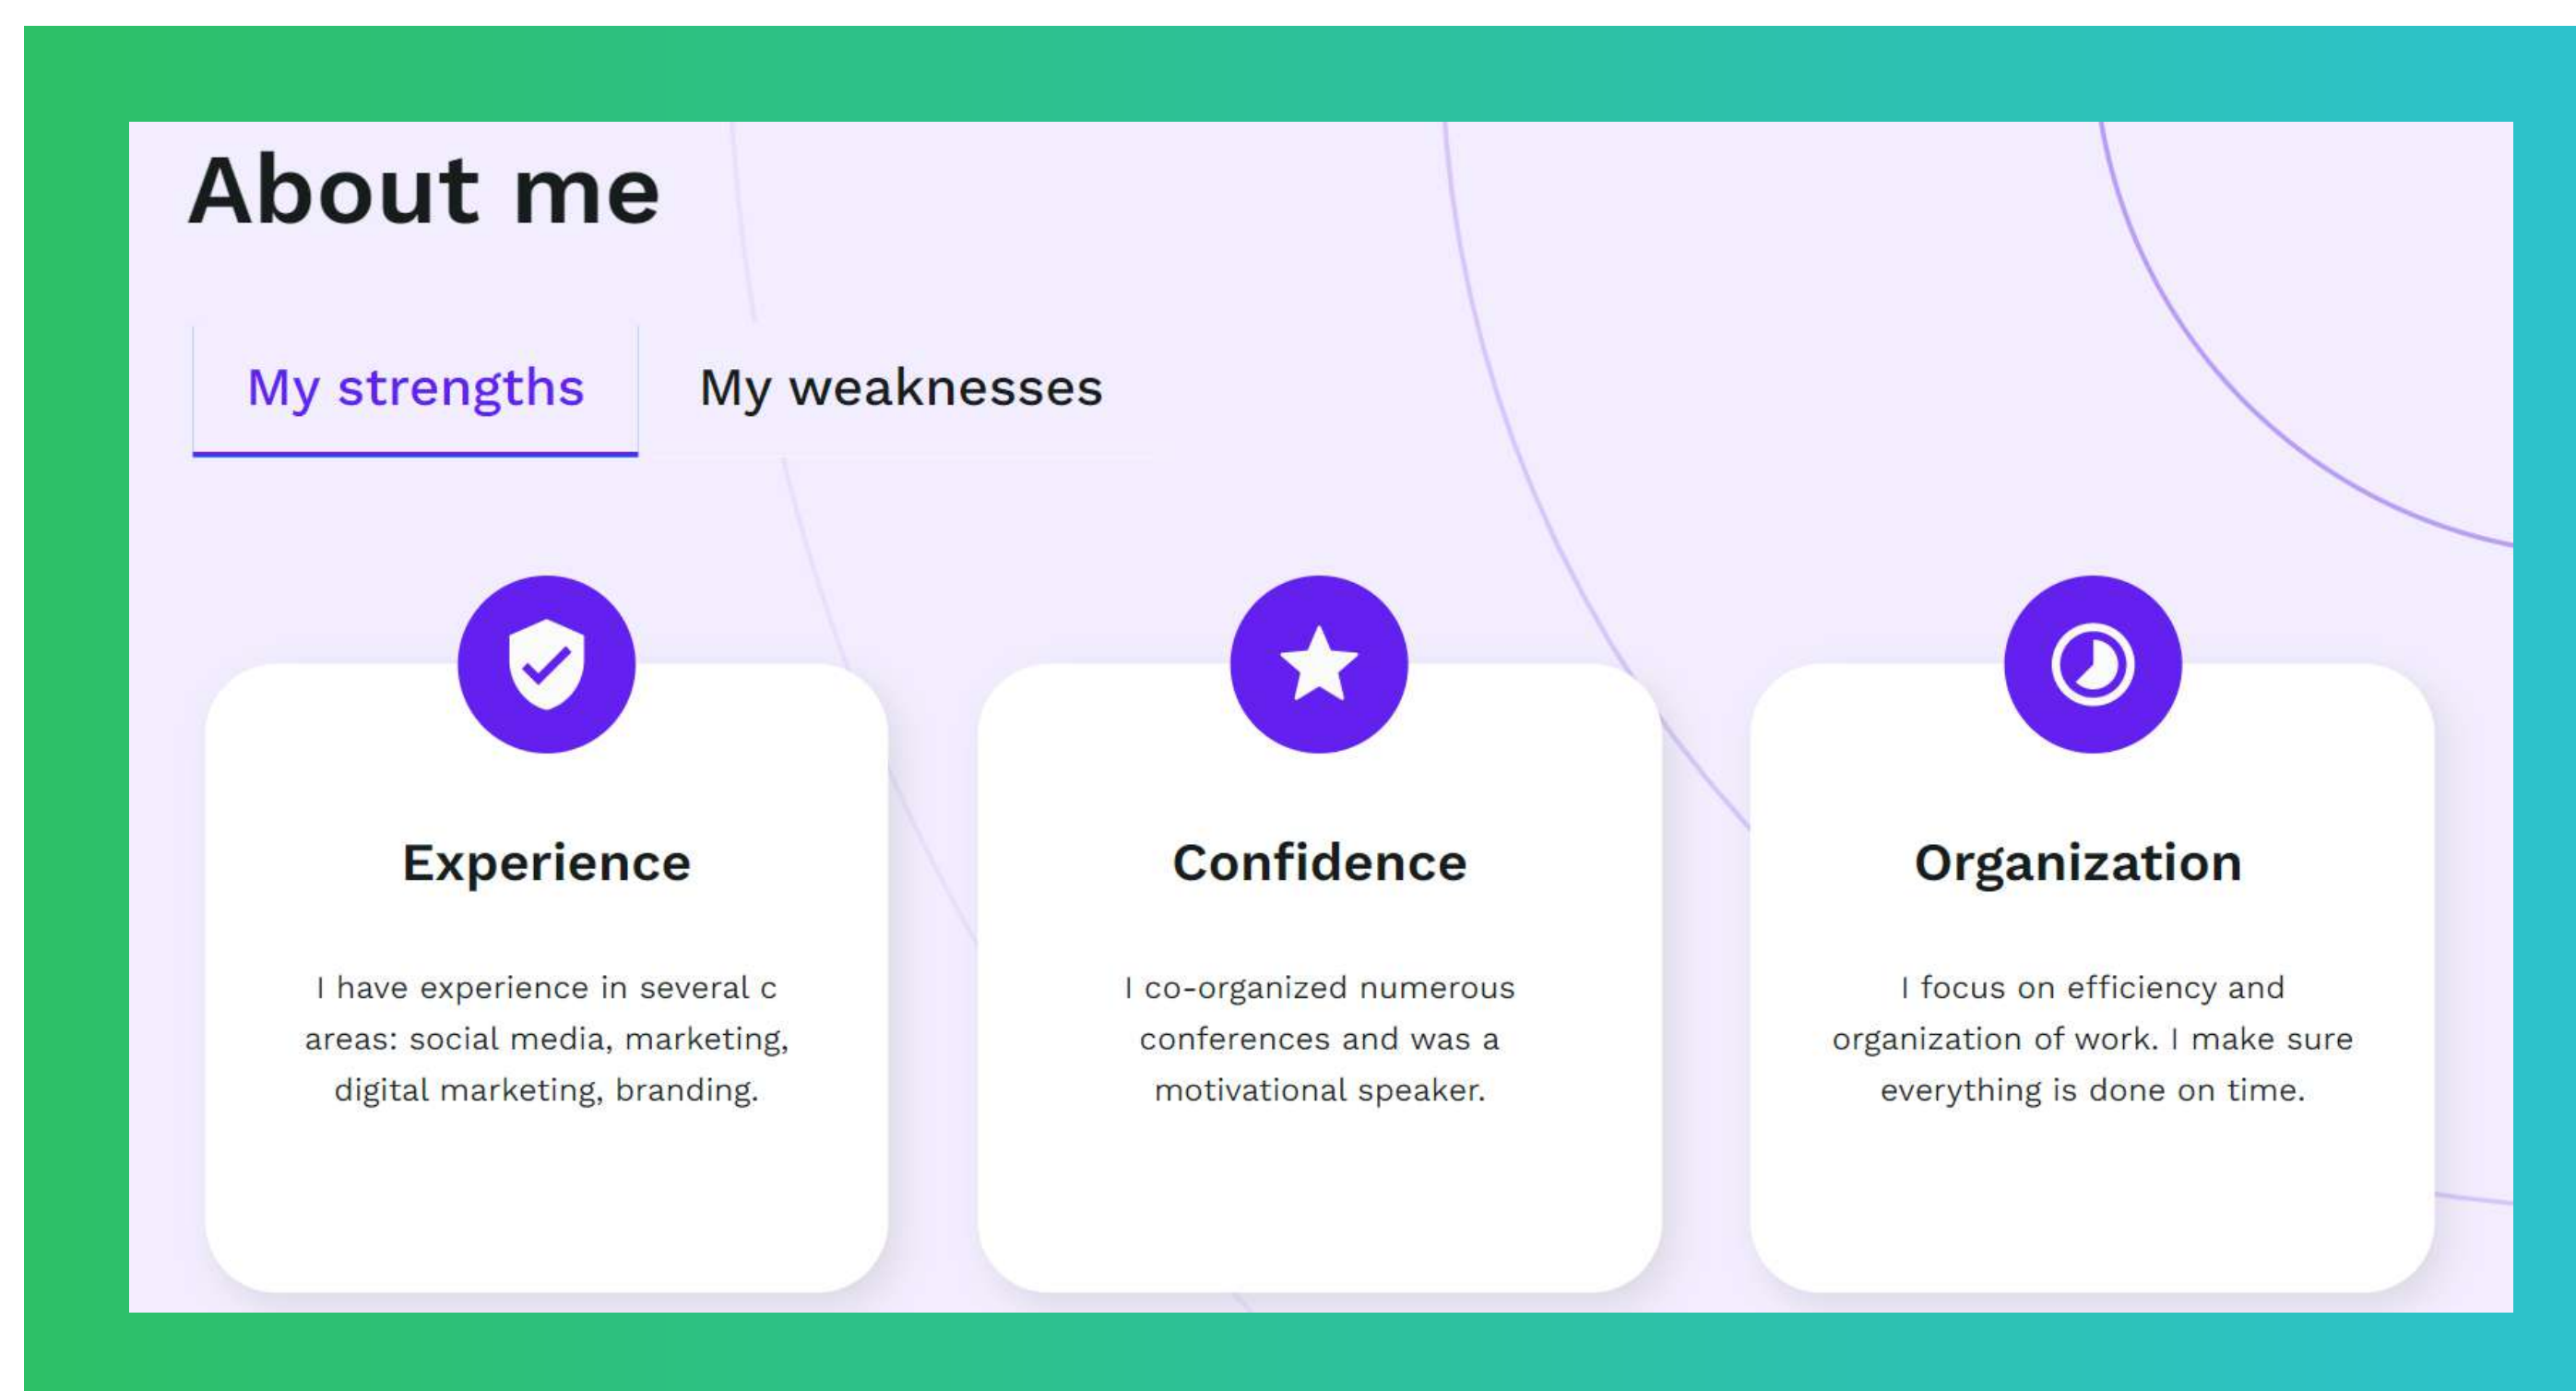 About me
My strengths
My weaknesses
Experience
I have experience in several c
areas: social media, marketing,
digital marketing, branding.
Confidence
I co-organized numerous
conferences and was a
motivational speaker.
Organization
I focus on efficiency and
organization of work. I make sure
everything is done on time.